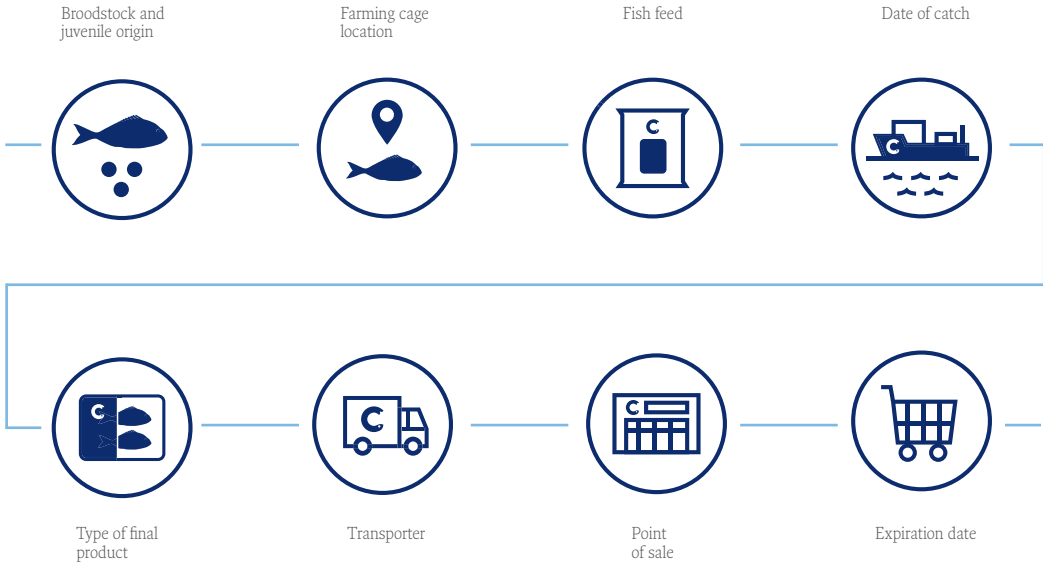 Broodstock and
juvenile origin
Farming cage
location
Fish feed
Date of catch
Type of final
product
Transporter
Point
of sale
Expiration date